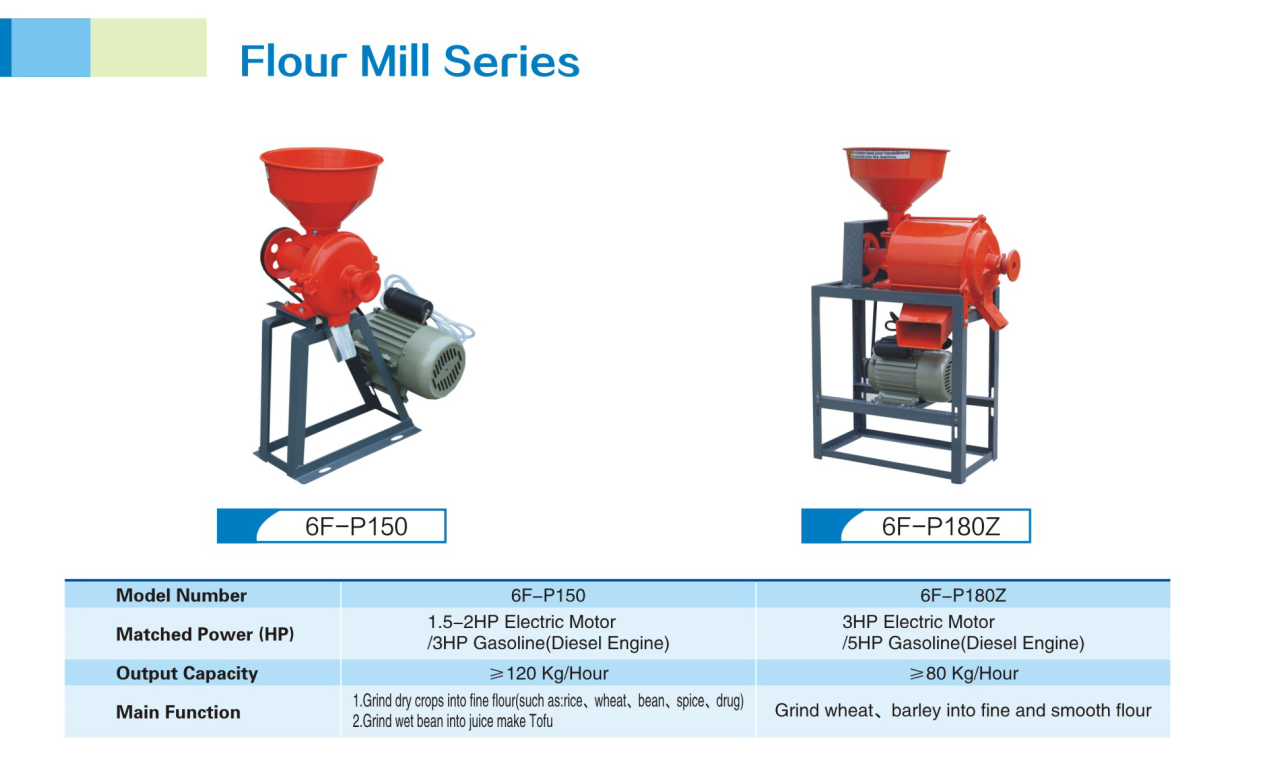 Flour Mill Series
6F-P150
6F-P180Z
Model Number 6F-P150 6F-P180Z
Matched Power (HP) 1.5-2HP Electric Motor /3HP Gasoline(Diesel Engine) 3HP Electric Motor /5HP Gasoline(Diesel Engine)
Output Capacity ≥120 Kg/Hour ≥80 Kg/Hour
Main Function 1.Grind dry crops into fine flour(such as:rice、wheat、bean、spice、drug) 2.Grind wet bean into juice make Tofu Grind wheat、barley into fine and smooth flour